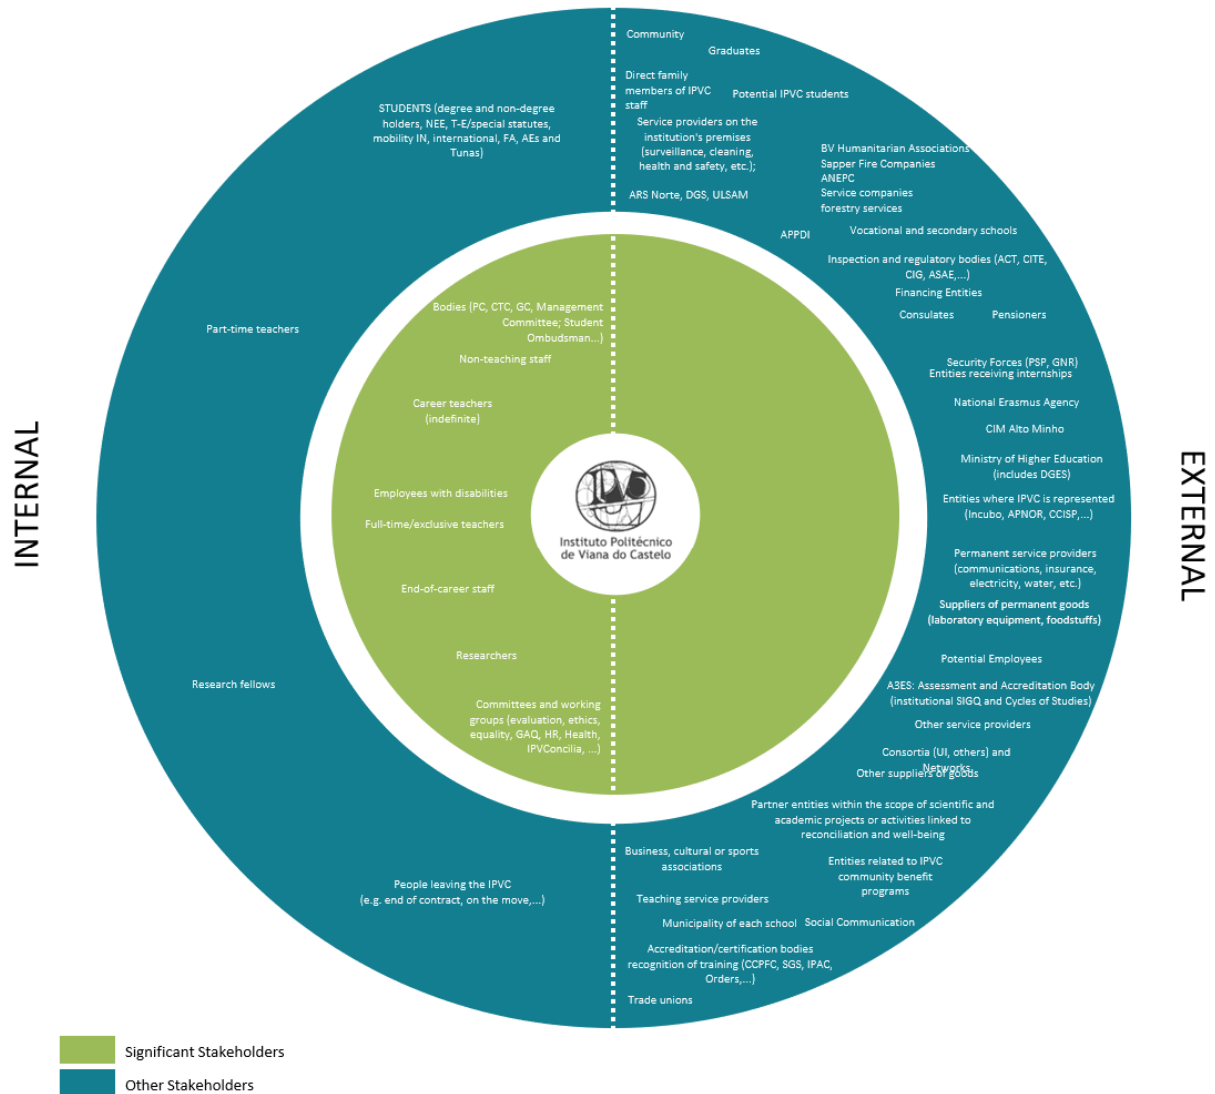 Community
Graduates
Direct family
members of IPVC
staff
Potential IPVC students
STUDENTS (degree and non-degree
holders, NEE, T-E/special statutes,
mobility IN, international, FA, AEs and
Tunas)
Service providers on the
institution's premises
(surveillance, cleaning,
health and safety, etc.);
BV Humanitarian Associations
Sapper Fire Companies
ANEPC
Service companies
forestry services
ARS Norte, DGS, ULSAM
APPDI
Vocational and secondary schools
Inspection and regulatory bodies (ACT, CITE,
CIG, ASAE,...)
Financing Entities
Consulates
Pensioners
Bodies (PC, CTC, GC, Management
Committee; Student
Ombudsman...)
Part-time teachers
Non-teaching staff
Security Forces (PSP, GNR)
Entities receiving internships
Career teachers
(indefinite)
National Erasmus Agency
CIM Alto Minho
Ministry of Higher Education
(includes DGES)
INTERNAL
EXTERNAL
Employees with disabilities
Entities where IPVC is represented
(Incubo, APNOR, CCISP,...)
Full-time/exclusive teachers
Instituto Politécnico
de Viana do Castelo
Permanent service providers
(communications, insurance,
electricity, water, etc.)
End-of-career staff
Suppliers of permanent goods
(laboratory equipment, foodstuffs)
Researchers
Potential Employees
Research fellows
A3ES: Assessment and Accreditation Body
(institutional SIGQ and Cycles of Studies)
Committees and working
groups (evaluation, ethics,
equality, GAQ, HR, Health,
IPVConcilia, ...)
Other service providers
Consortia (UI, others) and
Networks
Other suppliers of goods
Partner entities within the scope of scientific and
academic projects or activities linked to
reconciliation and well-being
Business, cultural or sports
associations
Entities related to IPVC
community benefit
programs
People leaving the IPVC
(e.g. end of contract, on the move,...)
Teaching service providers
Municipality of each school
Social Communication
Accreditation/certification bodies
recognition of training (CCPFC, SGS, IPAC,
Orders,...)
Trade unions
Significant Stakeholders
Other Stakeholders